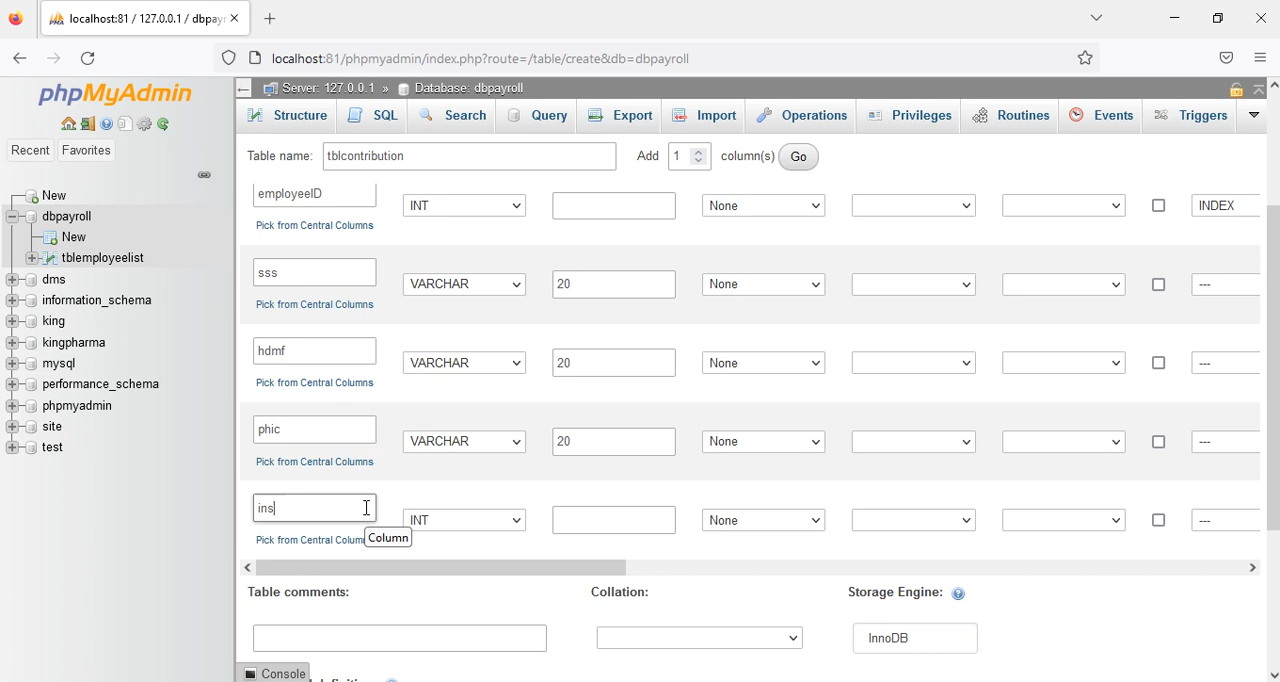 localhost:81 / 127.0.0.1 / dbpayr
localhost:81/phpmyadmin/index.php?route=/table/create&db=dbpayroll
phpMyAdmin
Recent Favorites
New
dbpayroll
New
tblemployeelist
dms
information_schema
king
kingpharma
mysql
performance_schema
phpmyadmin
site
test
Server: 127.0.0.1 » Database: dbpayroll
Structure SQL Search Query Export Import Operations Privileges Routines Events Triggers
Table name: tblcontribution Add 1 column(s) Go
employeeID INT None INDEX
Pick from Central Columns
sss VARCHAR 20 None ---
Pick from Central Columns
hdmf VARCHAR 20 None ---
Pick from Central Columns
phic VARCHAR 20 None ---
Pick from Central Columns
ins INT None ---
Pick from Central Colum
Column
Table comments: Collation: Storage Engine:
InnoDB
Console